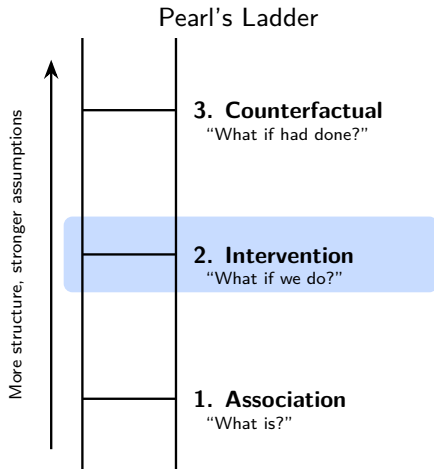 Pearl's Ladder
3. Counterfactual
“What if had done?”
2. Intervention
“What if we do?”
1. Association
“What is?”
More structure, stronger assumptions